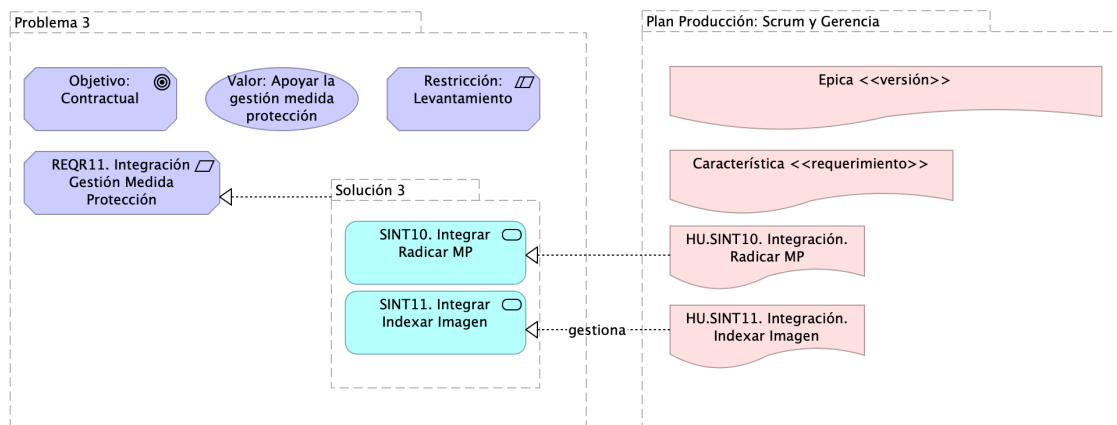 Problema 3
Objetivo:
Contractual
Valor: Apoyar la
gestión medida
protección
Restricción:
Levantamiento
REQR11. Integración
Gestión Medida
Protección
Solución 3
SINT10. Integrar
Radicar MP
SINT11. Integrar
Indexar Imagen
gestiona
Plan Producción: Scrum y Gerencia
Epica <<versión>>
Característica <<requerimiento>>
HU.SINT10. Integración.
Radicar MP
HU.SINT11. Integración.
Indexar Imagen